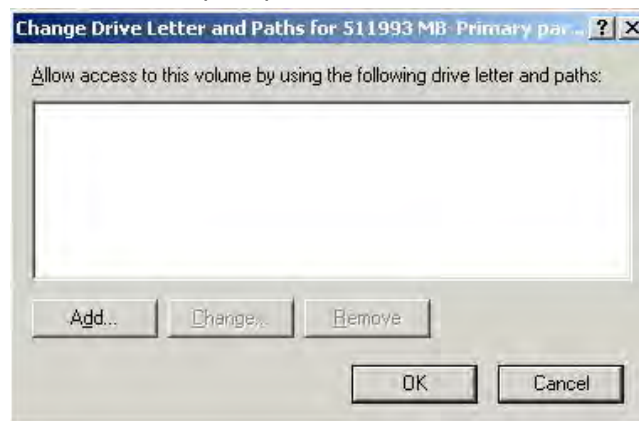 Change Drive Letter and Paths for 511993 MB Primary par...
Allow access to this volume by using the following drive letter and paths:
Add...
Change...
Remove
OK
Cancel